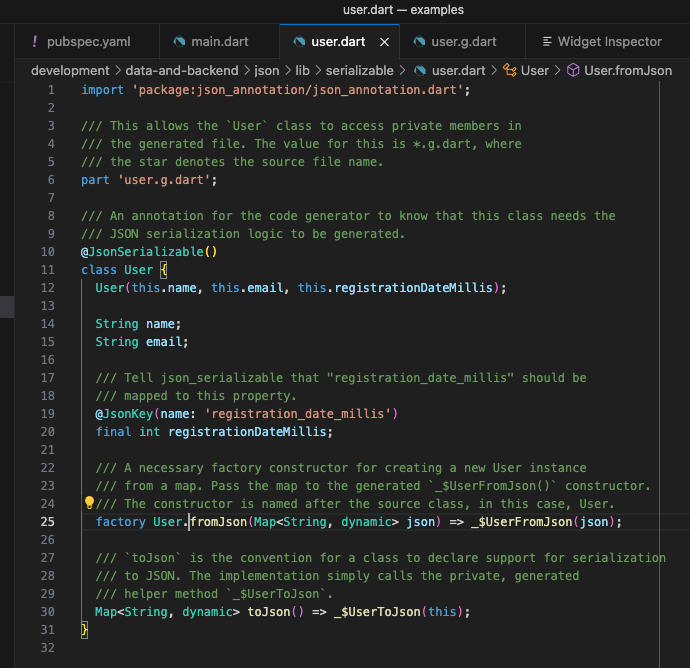 user.dart — examples
! pubspec.yaml main.dart user.dart × user.g.dart Widget Inspector
development > data-and-backend > json > lib > serializable > user.dart > User > User.fromJson
1 import 'package:json_annotation/json_annotation.dart';
2
3 /// This allows the `User` class to access private members in
4 /// the generated file. The value for this is *.g.dart, where
5 /// the star denotes the source file name.
6 part 'user.g.dart';
7
8 /// An annotation for the code generator to know that this class needs the
9 /// JSON serialization logic to be generated.
10 @JsonSerializable()
11 class User {
12   User(this.name, this.email, this.registrationDateMillis);
13
14   String name;
15   String email;
16
17   /// Tell json_serializable that "registration_date_millis" should be
18   /// mapped to this property.
19   @JsonKey(name: 'registration_date_millis')
20   final int registrationDateMillis;
21
22   /// A necessary factory constructor for creating a new User instance
23   /// from a map. Pass the map to the generated `_$UserFromJson()` constructor.
24   /// The constructor is named after the source class, in this case, User.
25   factory User.fromJson(Map<String, dynamic> json) => _$UserFromJson(json);
26
27   /// `toJson` is the convention for a class to declare support for serialization
28   /// to JSON. The implementation simply calls the private, generated
29   /// helper method `_$UserToJson`.
30   Map<String, dynamic> toJson() => _$UserToJson(this);
31 }
32